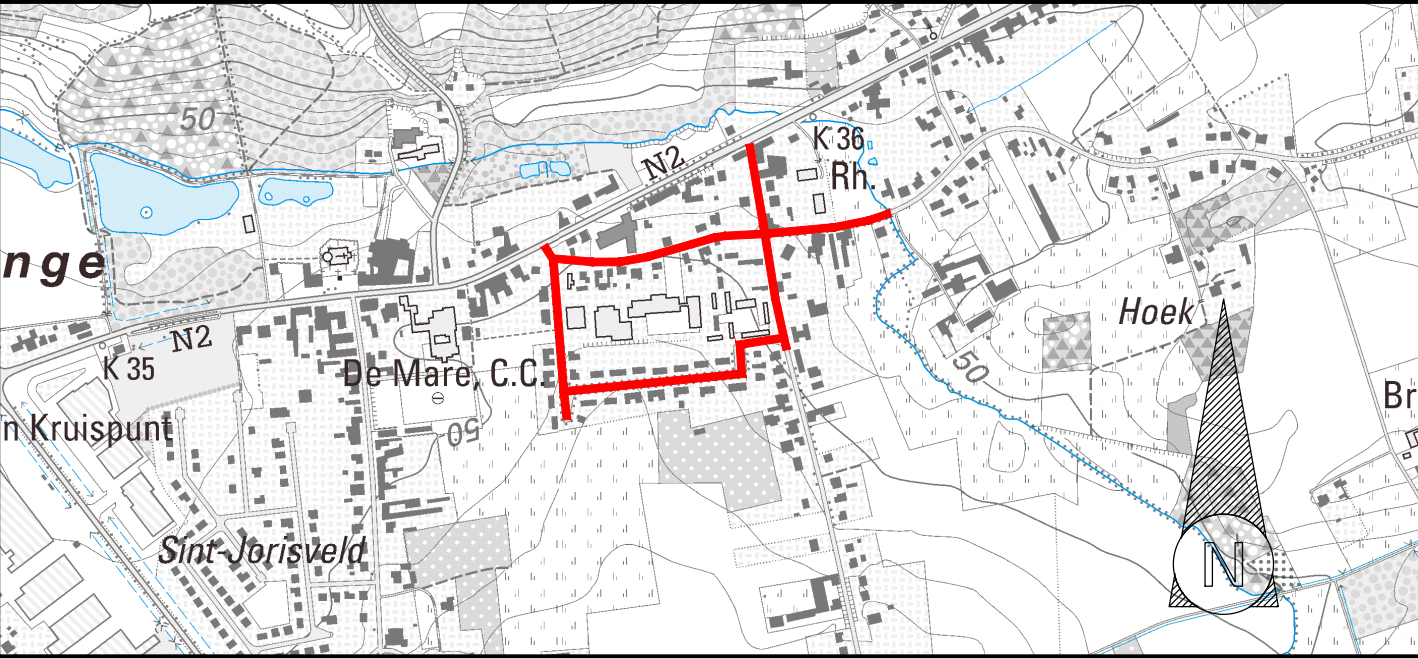 50
N2
K 36
Rh.
nge
Hoek
N2
K 35
De Mare, C.C.
50
Br
n Kruispunt
50
Sint-Jorisveld
N